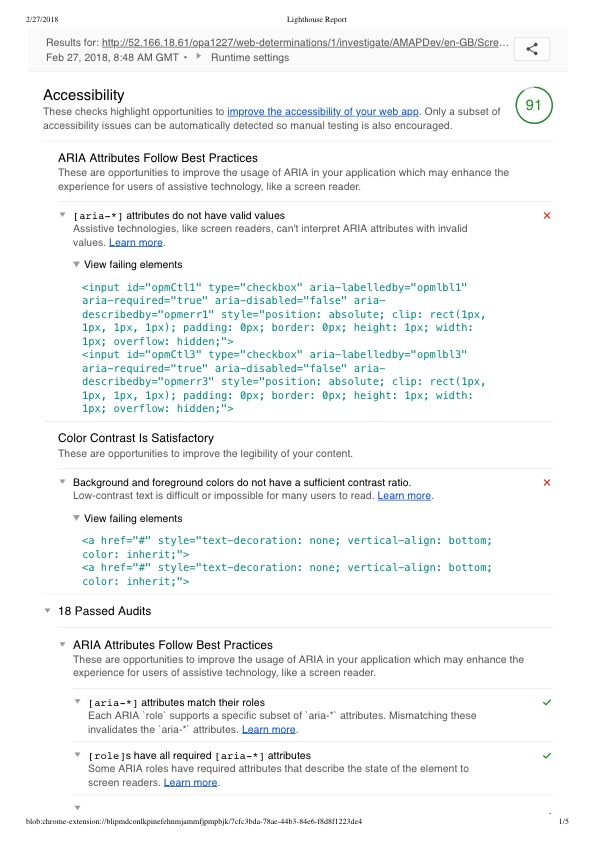 2/27/2018 Lighthouse Report
Results for: http://52.166.18.61/opa1227/web-determinations/1/investigate/AMAPDev/en-GB/Scre…
Feb 27, 2018, 8:48 AM GMT • Runtime settings
Accessibility
91
These checks highlight opportunities to improve the accessibility of your web app. Only a subset of
accessibility issues can be automatically detected so manual testing is also encouraged.
ARIA Attributes Follow Best Practices
These are opportunities to improve the usage of ARIA in your application which may enhance the
experience for users of assistive technology, like a screen reader.
[aria-*] attributes do not have valid values
Assistive technologies, like screen readers, can't interpret ARIA attributes with invalid
values. Learn more.
View failing elements
<input id="opmCtl1" type="checkbox" aria-labelledby="opmlbl1"
aria-required="true" aria-disabled="false" aria-
describedby="opmerr1" style="position: absolute; clip: rect(1px,
1px, 1px, 1px); padding: 0px; border: 0px; height: 1px; width:
1px; overflow: hidden;">
<input id="opmCtl3" type="checkbox" aria-labelledby="opmlbl3"
aria-required="true" aria-disabled="false" aria-
describedby="opmerr3" style="position: absolute; clip: rect(1px,
1px, 1px, 1px); padding: 0px; border: 0px; height: 1px; width:
1px; overflow: hidden;">
Color Contrast Is Satisfactory
These are opportunities to improve the legibility of your content.
Background and foreground colors do not have a sufficient contrast ratio.
Low-contrast text is difficult or impossible for many users to read. Learn more.
View failing elements
<a href="#" style="text-decoration: none; vertical-align: bottom;
color: inherit;">
<a href="#" style="text-decoration: none; vertical-align: bottom;
color: inherit;">
18 Passed Audits
ARIA Attributes Follow Best Practices
These are opportunities to improve the usage of ARIA in your application which may enhance the
experience for users of assistive technology, like a screen reader.
[aria-*] attributes match their roles
Each ARIA `role` supports a specific subset of `aria-*` attributes. Mismatching these
invalidates the `aria-*` attributes. Learn more.
[role]s have all required [aria-*] attributes
Some ARIA roles have required attributes that describe the state of the element to
screen readers. Learn more.
blob:chrome-extension://blipmdconlkpinefehnmjammfjpmpbjk/7cfc3bda-78ae-44b3-84e6-f8d8f1223de4 1/5